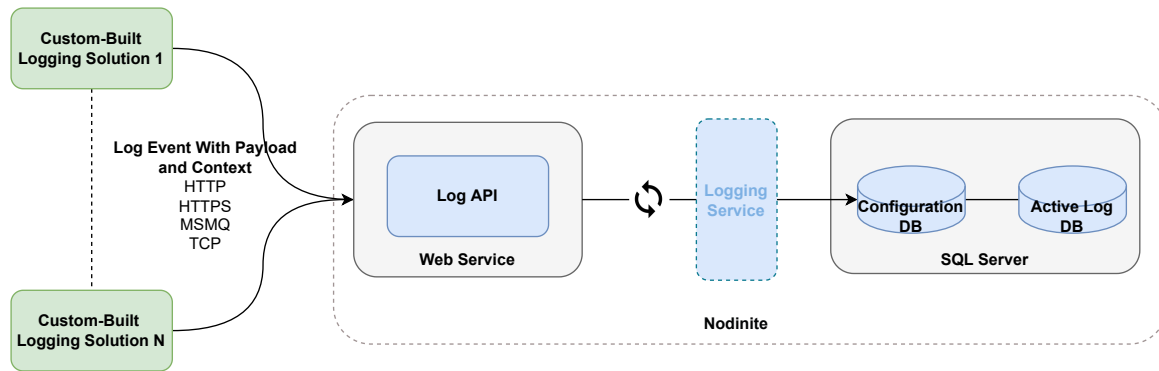 Custom-Built
Logging Solution 1
Log Event With Payload
and Context
HTTP
HTTPS
MSMQ
TCP
Custom-Built
Logging Solution N
Log API
Web Service
Logging
Service
Configuration
DB
Active Log
DB
SQL Server
Nodinite